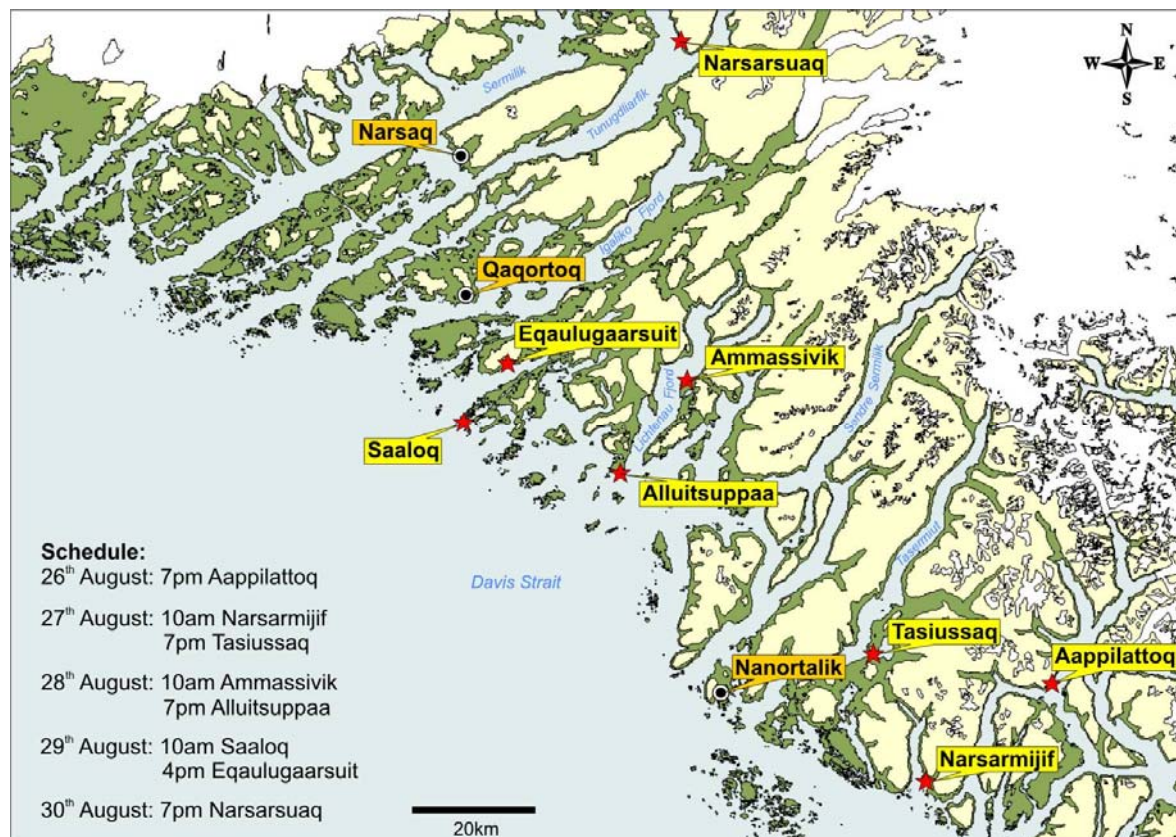 N
W E
S
Narsarsuaq
Sermilik
Tunugdliarfik
Narsaq
Igaliko Fjord
Qaqortoq
Eqaulugaarsuit
Ammassivik
Sandre Sermilik
Lichtenau Fjord
Saaloq
Alluitsuppaa
Tasermiut
Davis Strait
Tasiussaq
Aappilattoq
Nanortalik
Narsarmijif
Schedule:
26th August: 7pm Aappilattoq
27th August: 10am Narsarmijif
7pm Tasiussaq
28th August: 10am Ammassivik
7pm Alluitsuppaa
29th August: 10am Saaloq
4pm Eqaulugaarsuit
30th August: 7pm Narsarsuaq
20km